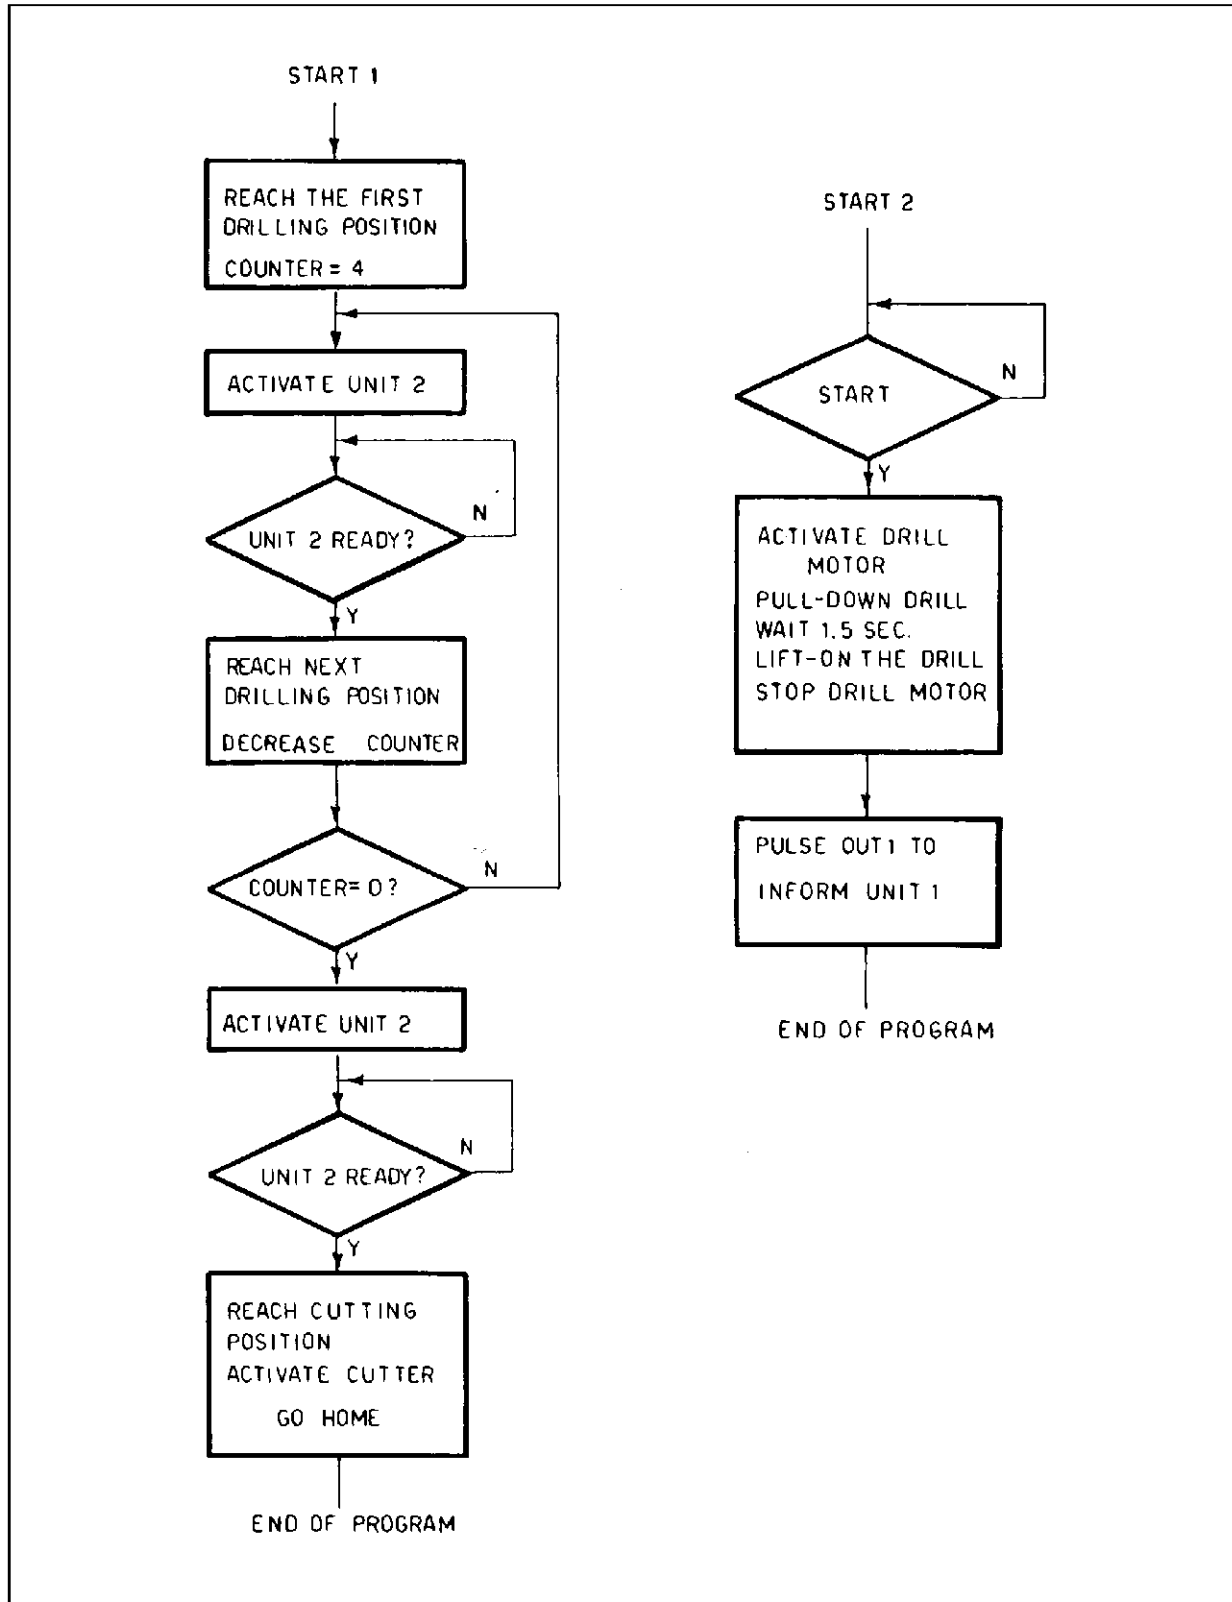 START 1
REACH THE FIRST
DRILLING POSITION
COUNTER = 4
ACTIVATE UNIT 2
UNIT 2 READY?
N
Y
REACH NEXT
DRILLING POSITION
DECREASE COUNTER
COUNTER= 0?
N
Y
ACTIVATE UNIT 2
UNIT 2 READY?
N
Y
REACH CUTTING
POSITION
ACTIVATE CUTTER
GO HOME
END OF PROGRAM
START 2
START
N
Y
ACTIVATE DRILL
MOTOR
PULL-DOWN DRILL
WAIT 1.5 SEC.
LIFT-ON THE DRILL
STOP DRILL MOTOR
PULSE OUT1 TO
INFORM UNIT 1
END OF PROGRAM